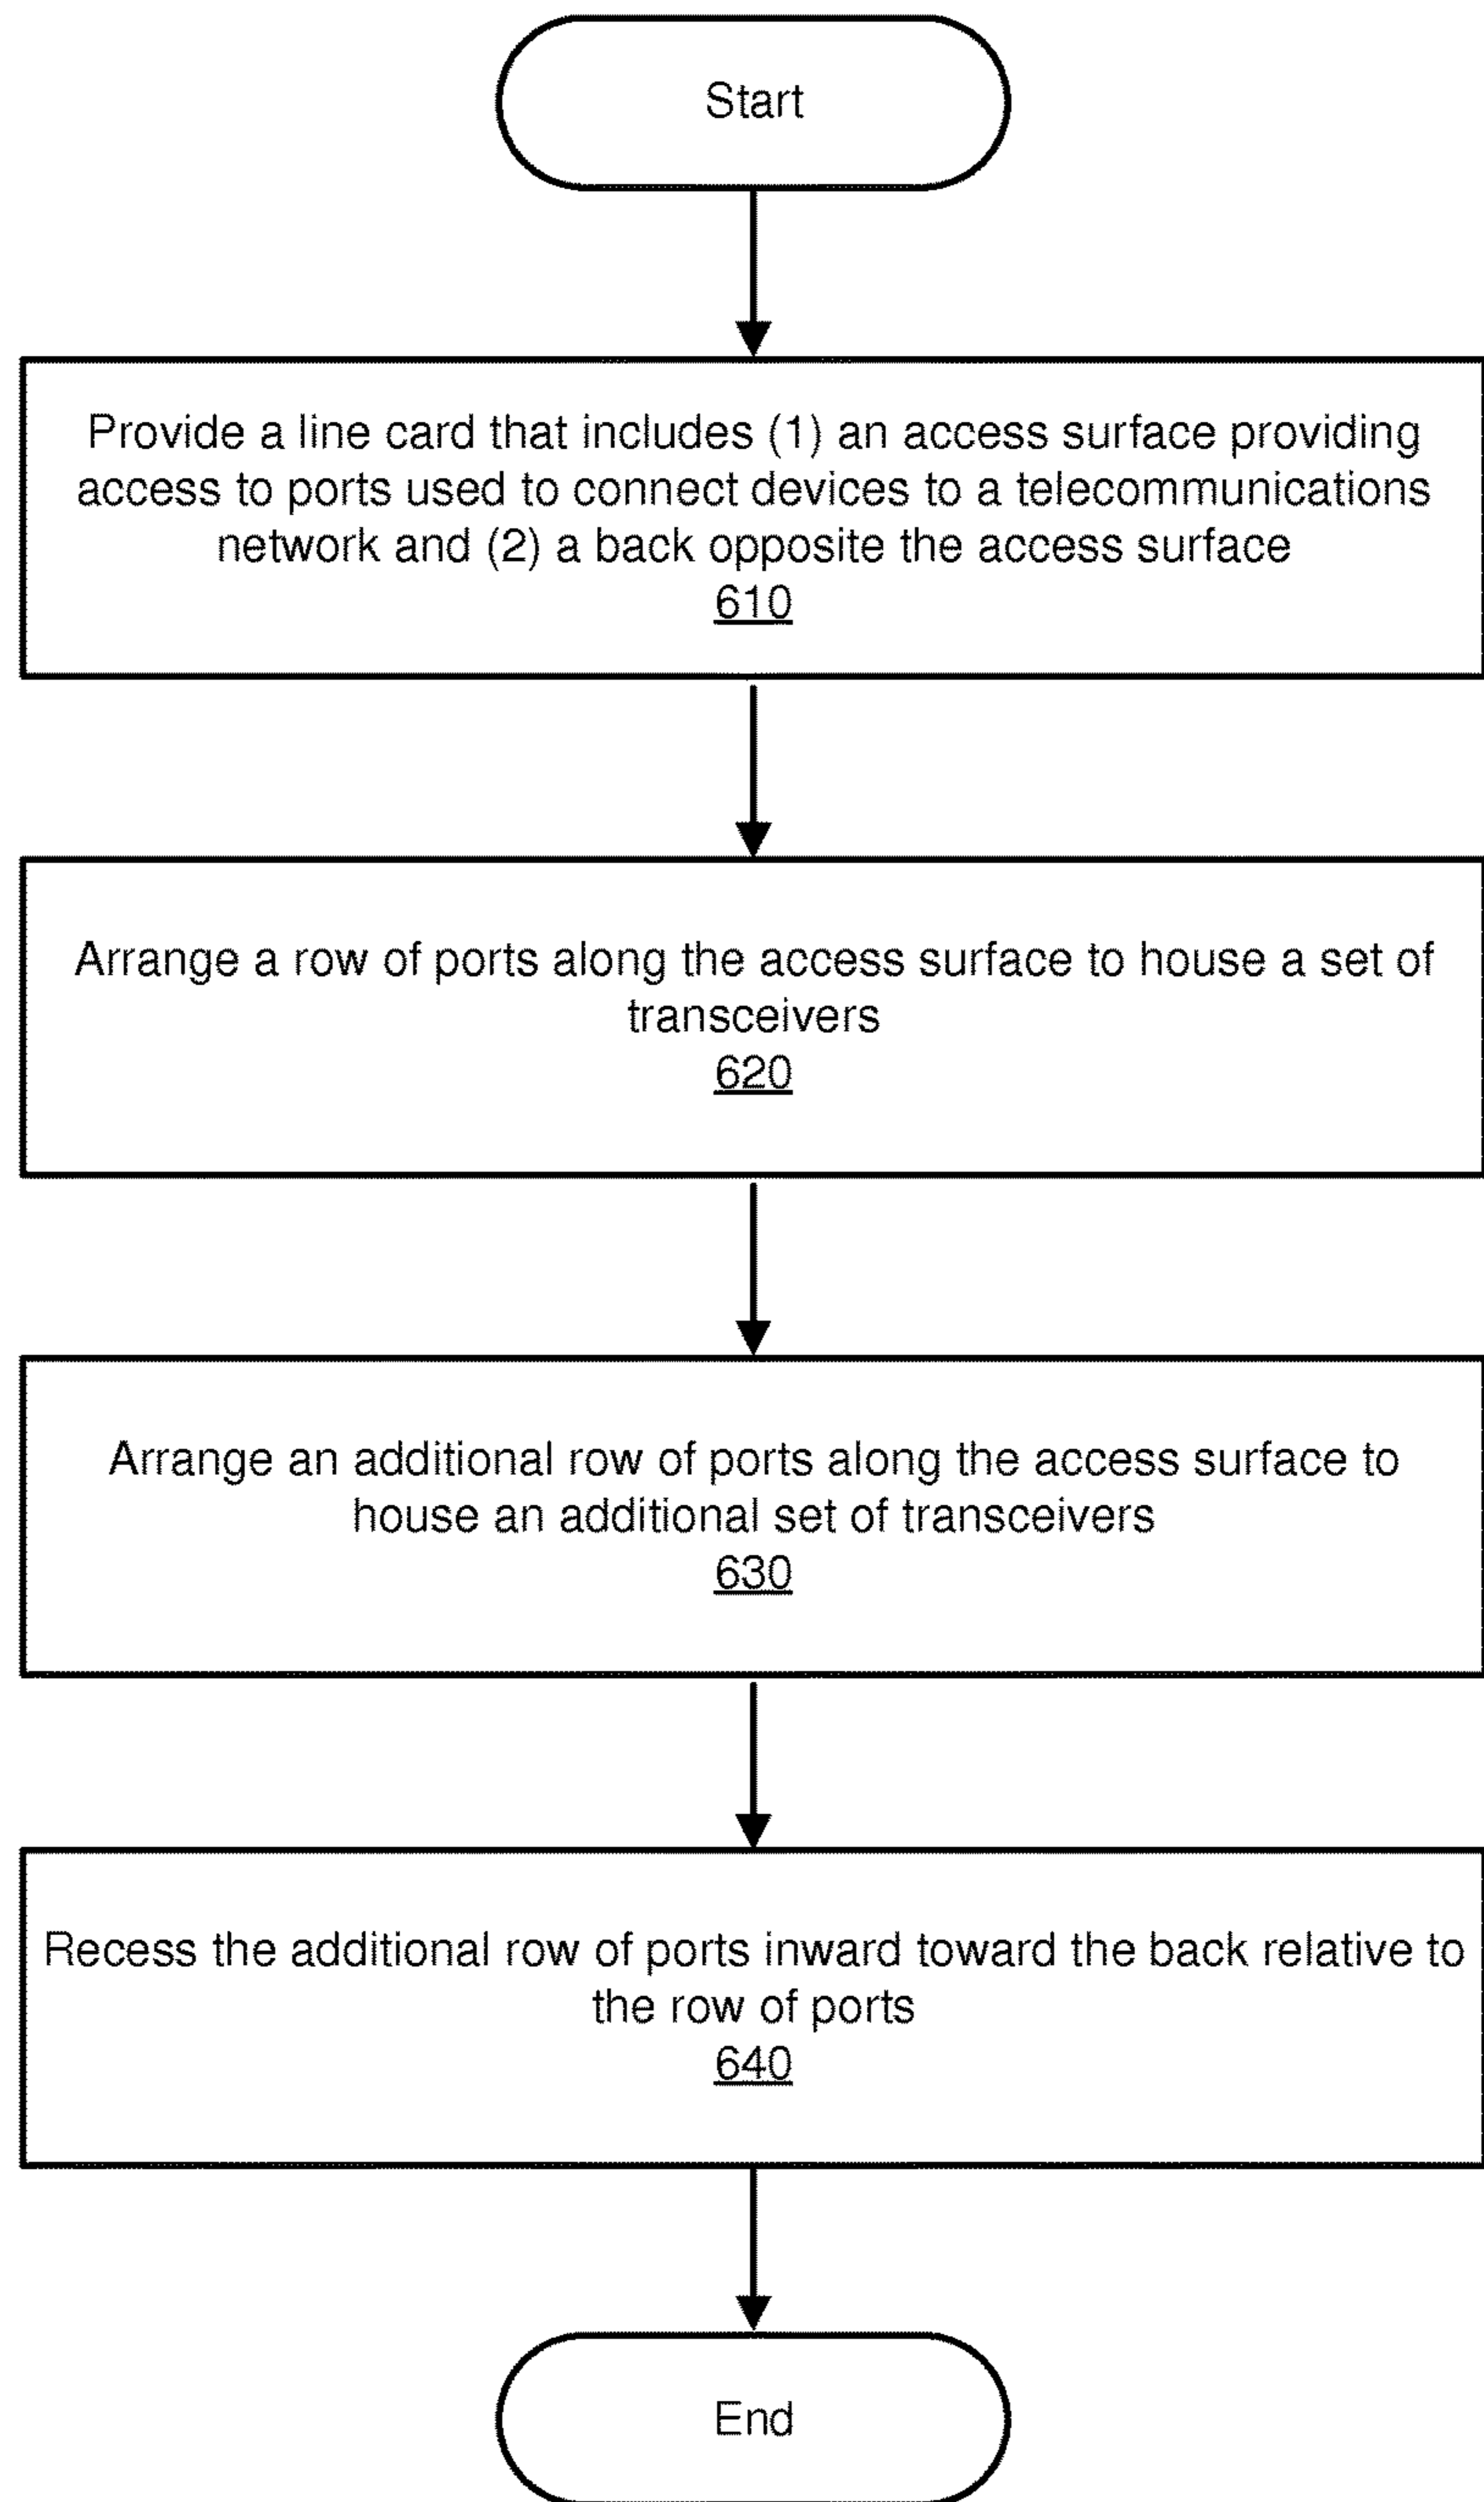 Start
Provide a line card that includes (1) an access surface providing
access to ports used to connect devices to a telecommunications
network and (2) a back opposite the access surface
610
Arrange a row of ports along the access surface to house a set of
transceivers
620
Arrange an additional row of ports along the access surface to
house an additional set of transceivers
630
Recess the additional row of ports inward toward the back relative to
the row of ports
640
End